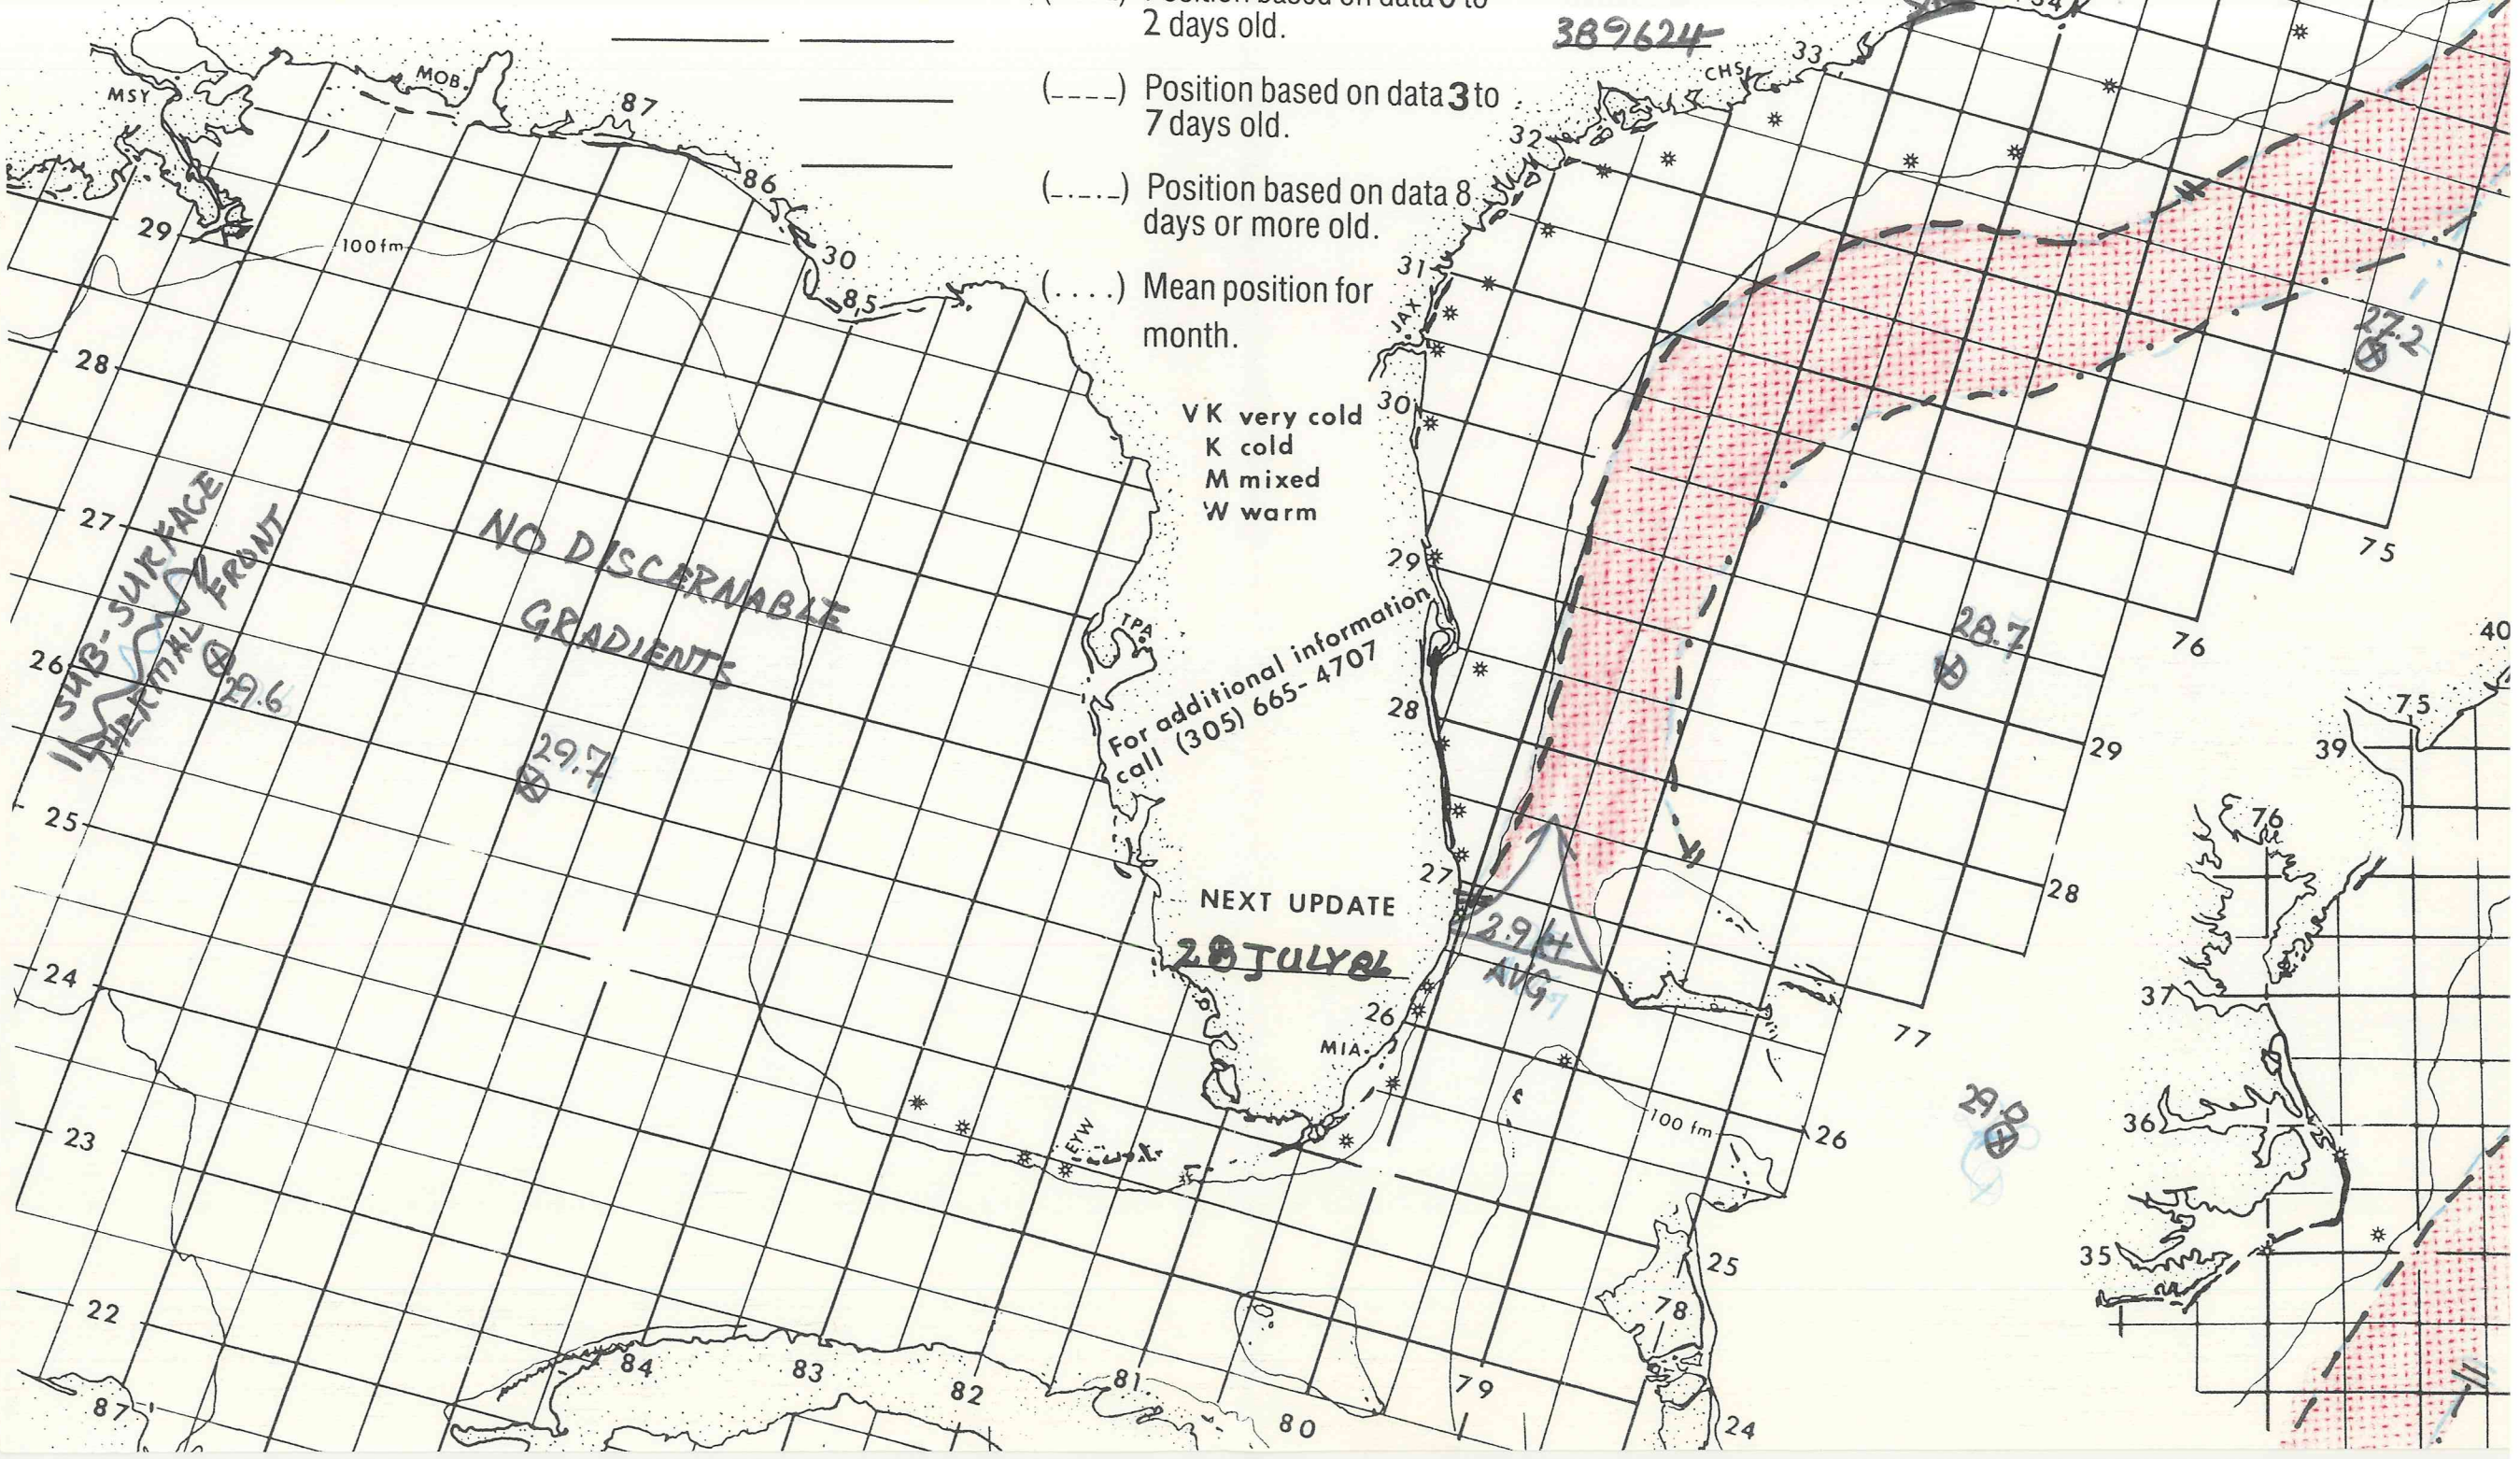 2 days old.
(----) Position based on data 3 to
7 days old.
(_._._) Position based on data 8
days or more old.
(....) Mean position for
month.
389624
VK very cold
K cold
M mixed
W warm
For additional information
call (305) 665-4707
NEXT UPDATE
MSY
MOB
87
86
30
85
29
100fm
28
27
26
25
24
23
22
87
84
83
82
81
80
79
78
SUB-SURFACE
THERMAL FRONT
29.6
NO DISCERNABLE
GRADIENTS
29.7
TPA
EYW
MIA
JAX
CHS
33
32
31
30
29
28
27
26
2.9 kt
AVG
27.2
28.7
29.0
75
76
29
28
77
100 fm
26
25
24
40
75
39
76
37
36
35